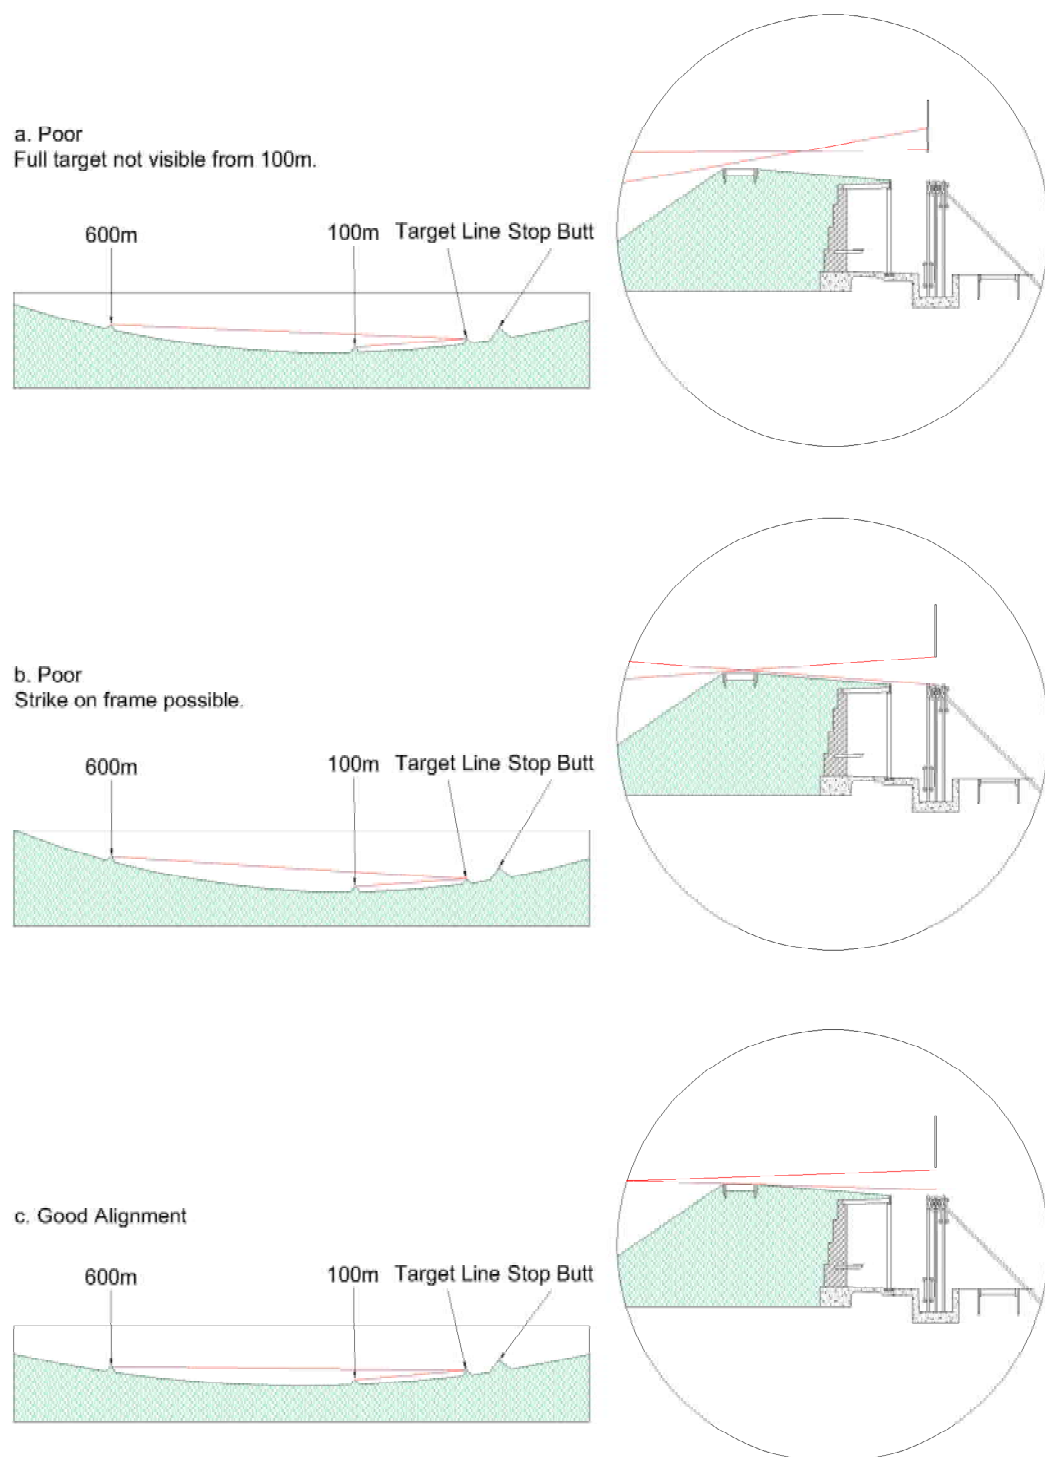 a. Poor
Full target not visible from 100m.
600m
100m
Target Line
Stop Butt
b. Poor
Strike on frame possible.
600m
100m
Target Line
Stop Butt
c. Good Alignment
600m
100m
Target Line
Stop Butt